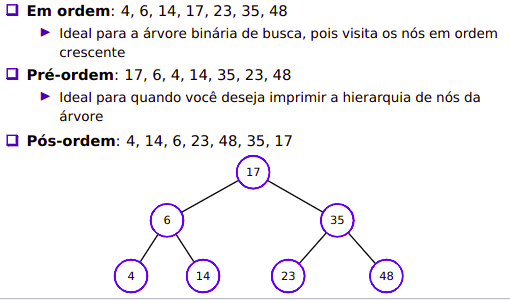 Em ordem: 4, 6, 14, 17, 23, 35, 48
Ideal para a árvore binária de busca, pois visita os nós em ordem
crescente
Pré-ordem: 17, 6, 4, 14, 35, 23, 48
Ideal para quando você deseja imprimir a hierarquia de nós da
árvore
Pós-ordem: 4, 14, 6, 23, 48, 35, 17
17
6 35
4 14 23 48